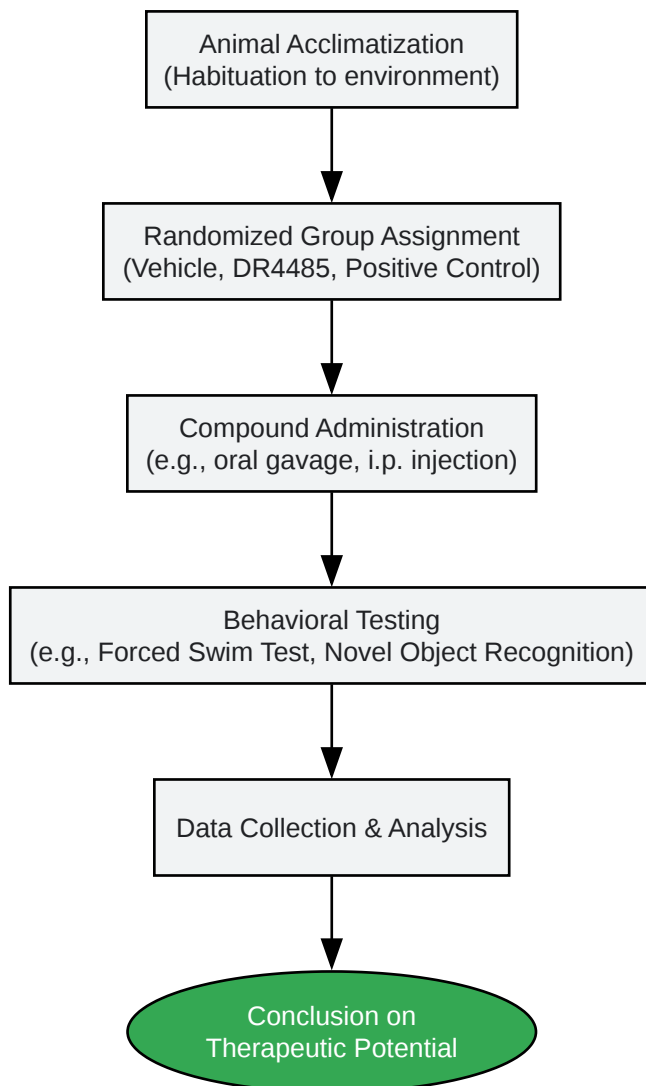 Animal Acclimatization
(Habituation to environment)
Randomized Group Assignment
(Vehicle, DR4485, Positive Control)
Compound Administration
(e.g., oral gavage, i.p. injection)
Behavioral Testing
(e.g., Forced Swim Test, Novel Object Recognition)
Data Collection & Analysis
Conclusion on
Therapeutic Potential